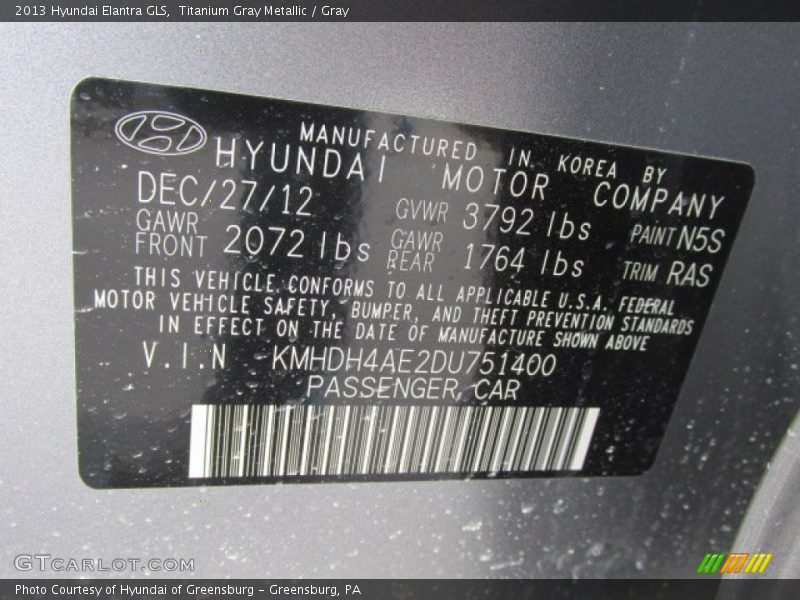 2013 Hyundai Elantra GLS,  Titanium Gray Metallic / Gray
MANUFACTURED IN KOREA BY
HYUNDAI MOTOR COMPANY
DEC/27/12 GVWR 3792 lbs PAINT N5S
GAWR FRONT 2072 lbs GAWR REAR 1764 lbs TRIM RAS
THIS VEHICLE CONFORMS TO ALL APPLICABLE U.S.A. FEDERAL
MOTOR VEHICLE SAFETY, BUMPER, AND THEFT PREVENTION STANDARDS
IN EFFECT ON THE DATE OF MANUFACTURE SHOWN ABOVE
V.I.N KMHDH4AE2DU751400
PASSENGER CAR
GTCARLOT.COM
Photo Courtesy of Hyundai of Greensburg – Greensburg, PA